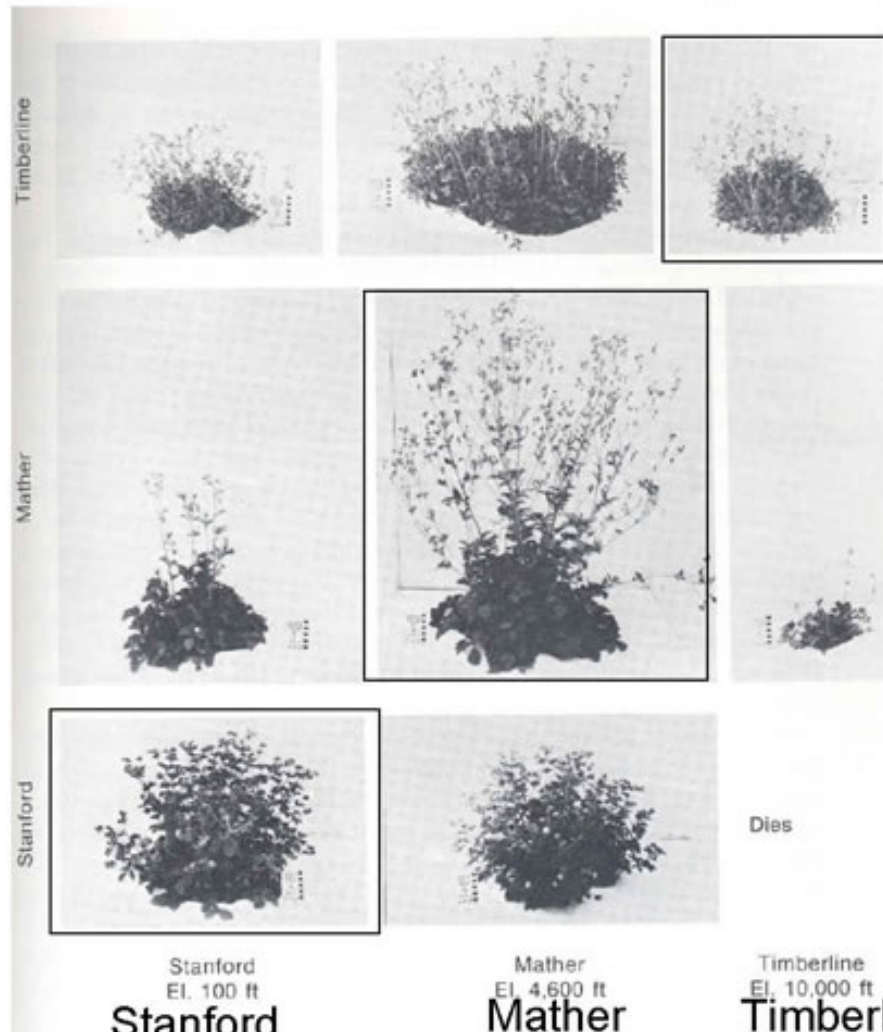 Timberline
Mather
Stanford
Dies
Stanford
El. 100 ft
Mather
El. 4,600 ft
Timberline
El. 10,000 ft
Stanford
Mather
Timberl